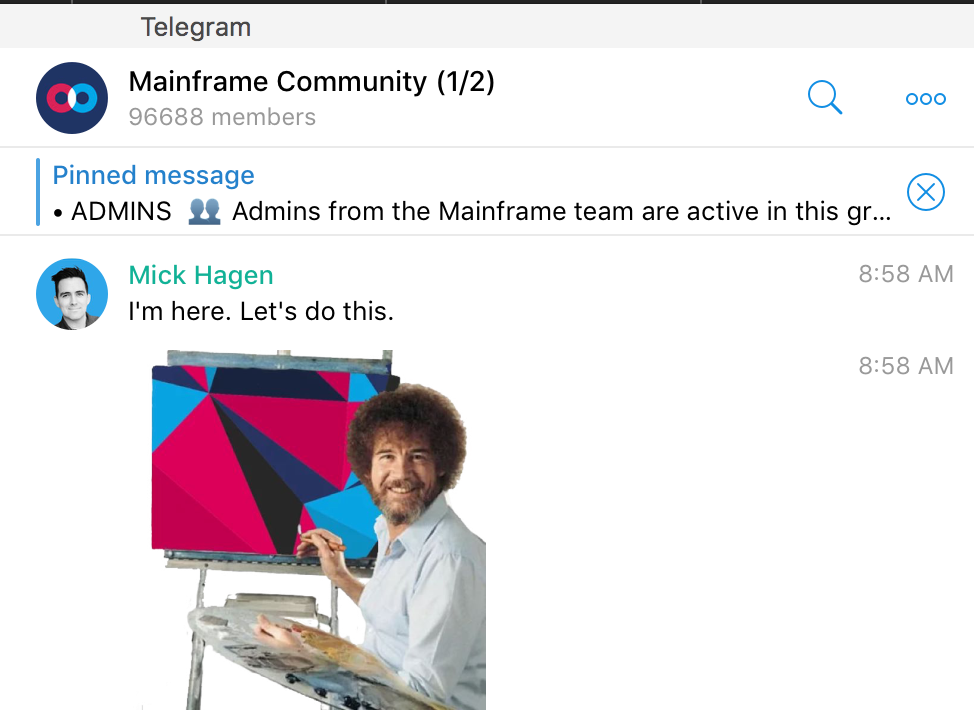 Telegram
Mainframe Community (1/2)
96688 members
Pinned message
• ADMINS 👥 Admins from the Mainframe team are active in this gr...
Mick Hagen
8:58 AM
I'm here. Let's do this.
8:58 AM